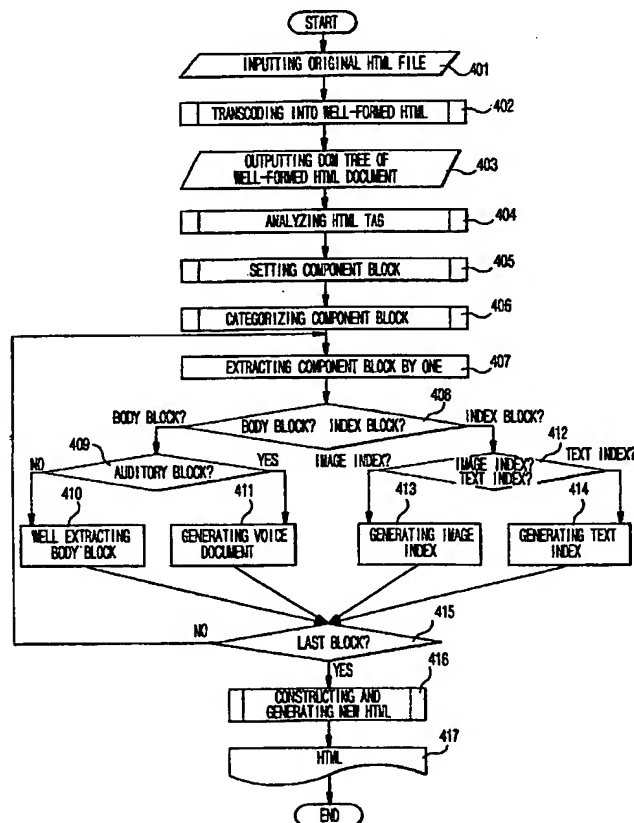 START
INPUTTING ORIGINAL HTML FILE
401
TRANSCODING INTO WELL-FORMED HTML
402
OUTPUTTING DOM TREE OF
WELL-FORMED HTML DOCUMENT
403
ANALYZING HTML TAG
404
SETTING COMPONENT BLOCK
405
CATEGORIZING COMPONENT BLOCK
406
EXTRACTING COMPONENT BLOCK BY ONE
407
408
BODY BLOCK?
BODY BLOCK? INDEX BLOCK?
INDEX BLOCK?
409
NO
AUDITORY BLOCK?
YES
IMAGE INDEX?
IMAGE INDEX?
TEXT INDEX?
412
TEXT INDEX?
410
WELL EXTRACTING
BODY BLOCK
411
GENERATING VOICE
DOCUMENT
413
GENERATING IMAGE
INDEX
414
GENERATING TEXT
INDEX
NO
LAST BLOCK?
415
YES
CONSTRUCTING AND
GENERATING NEW HTML
416
HTML
417
END